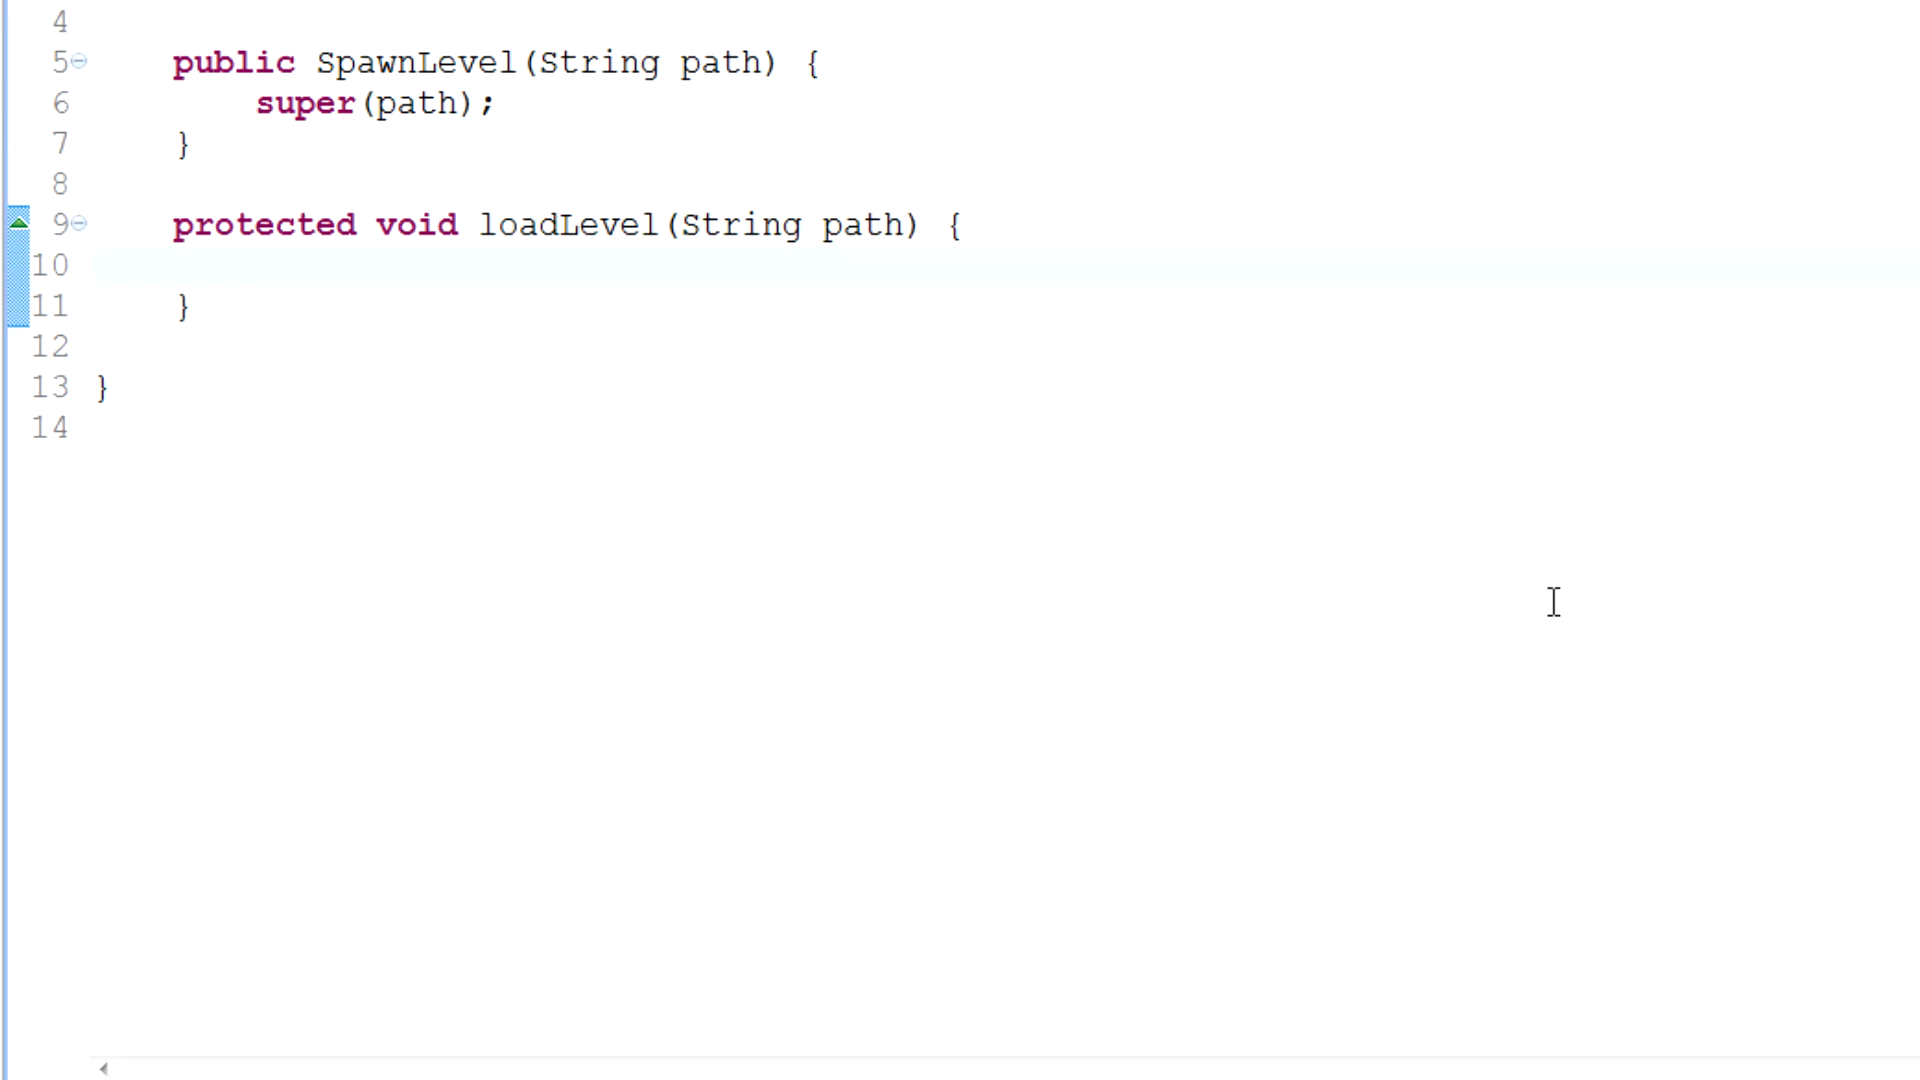 4
5 public SpawnLevel(String path) {
6 super(path);
7 }
8
9 protected void loadLevel(String path) {
10
11 }
12
13 }
14